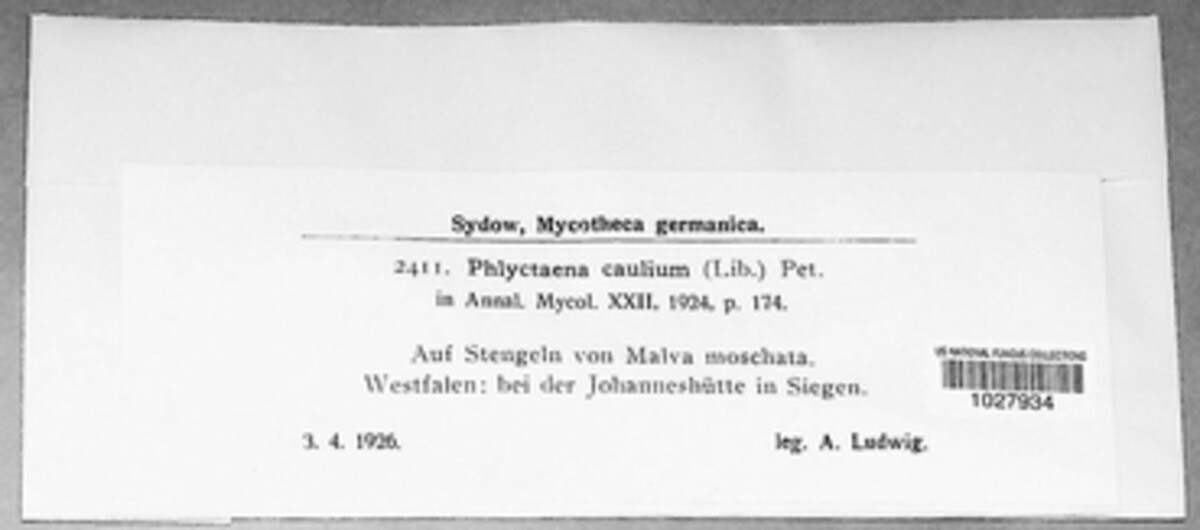 Sydow, Mycotheca germanica.
2411. Phlyctaena caulium (Lib.) Pet.
in Annal. Mycol. XXII, 1924, p. 174.
Auf Stengeln von Malva moschata.
Westfalen: bei der Johanneshütte in Siegen.
US NATIONAL FUNGUS COLLECTIONS
1027934
3. 4. 1926.
leg. A. Ludwig.